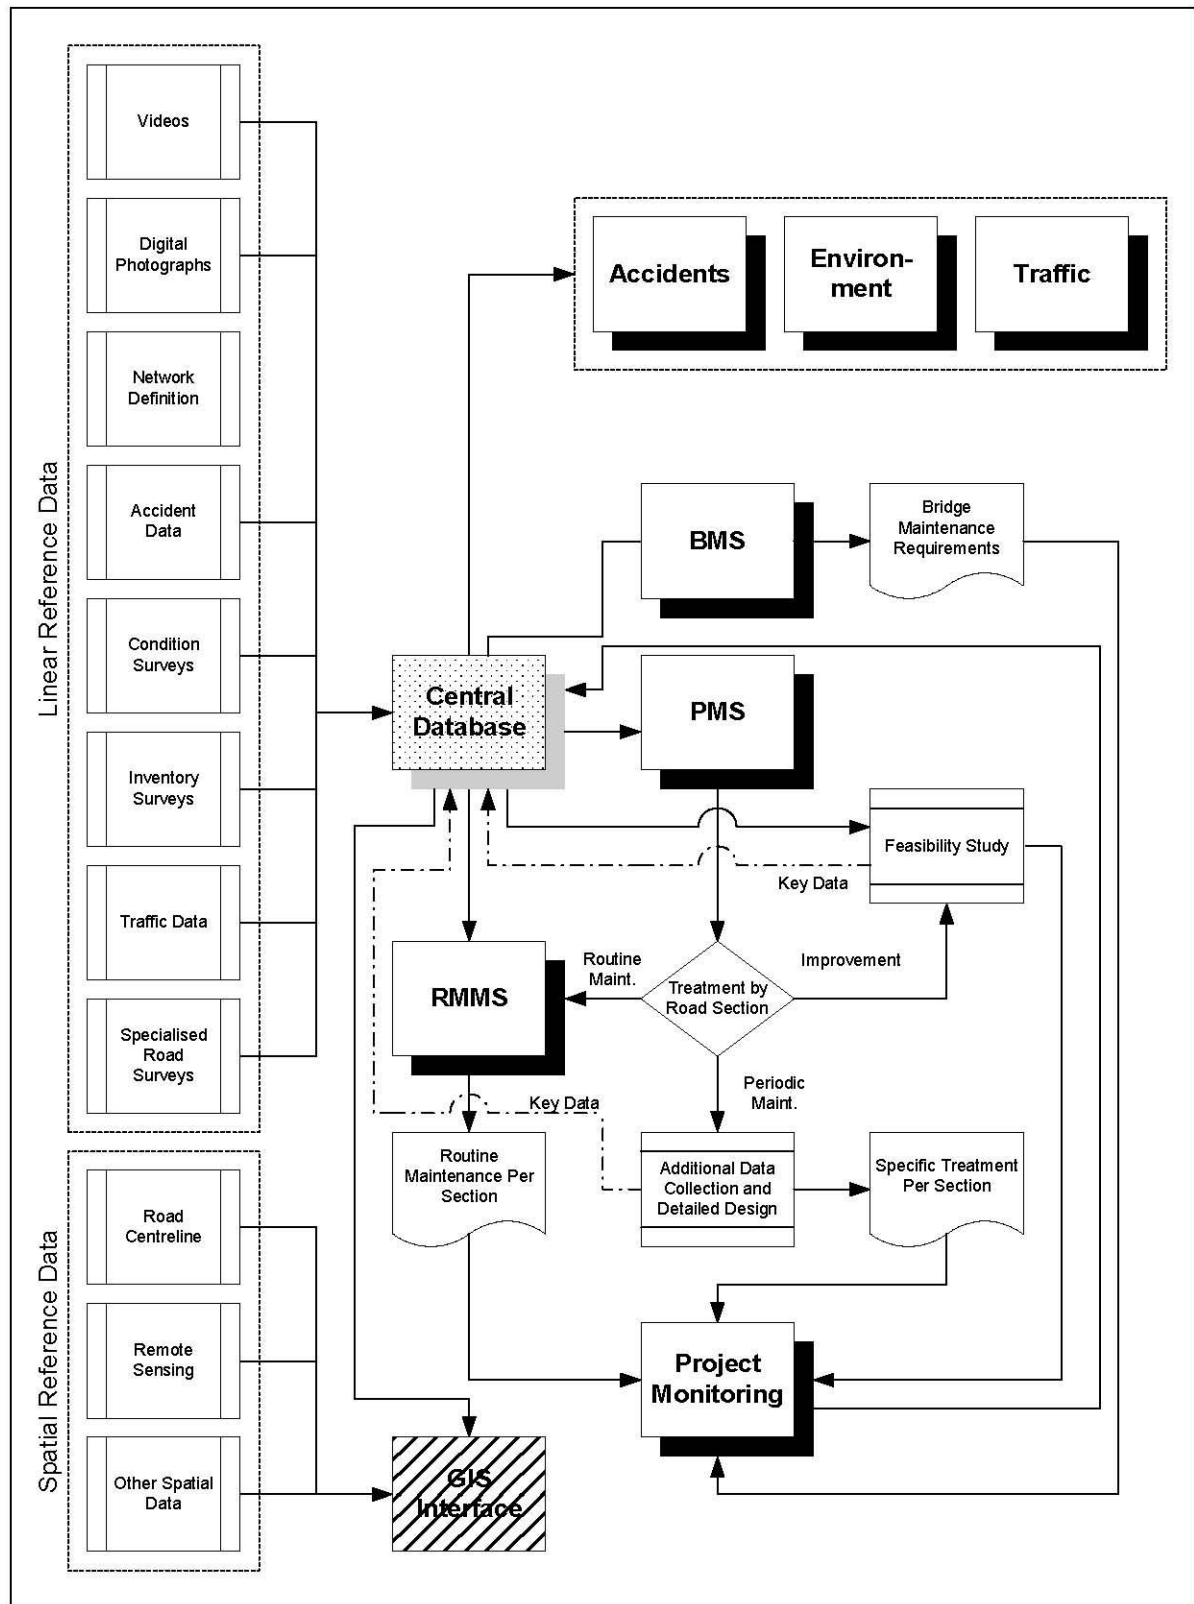 Linear Reference Data
Videos
Digital
Photographs
Network
Definition
Accident
Data
Condition
Surveys
Inventory
Surveys
Traffic Data
Specialised
Road
Surveys
Spatial Reference Data
Road
Centreline
Remote
Sensing
Other Spatial
Data
Accidents
Environ-
ment
Traffic
BMS
Bridge
Maintenance
Requirements
Central
Database
PMS
Feasibility Study
Key Data
Improvement
Routine
Maint.
Treatment by
Road Section
RMMS
Periodic
Maint.
Key Data
Routine
Maintenance Per
Section
Additional Data
Collection and
Detailed Design
Specific Treatment
Per Section
Project
Monitoring
GIS
Interface